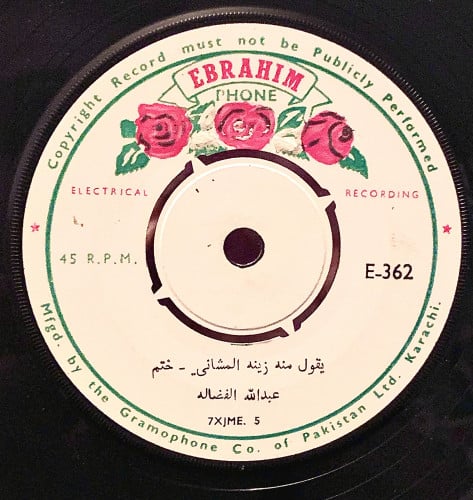 Copyright Record must not be Publicly Performed
EBRAHIM
PHONE
ELECTRICAL RECORDING
45 R.P.M.
E-362
يقول منه زينه المشاني - ختم
عبدالله الفضاله
7XJME. 5
Mfgd. by the Gramophone Co. of Pakistan Ltd. Karachi.